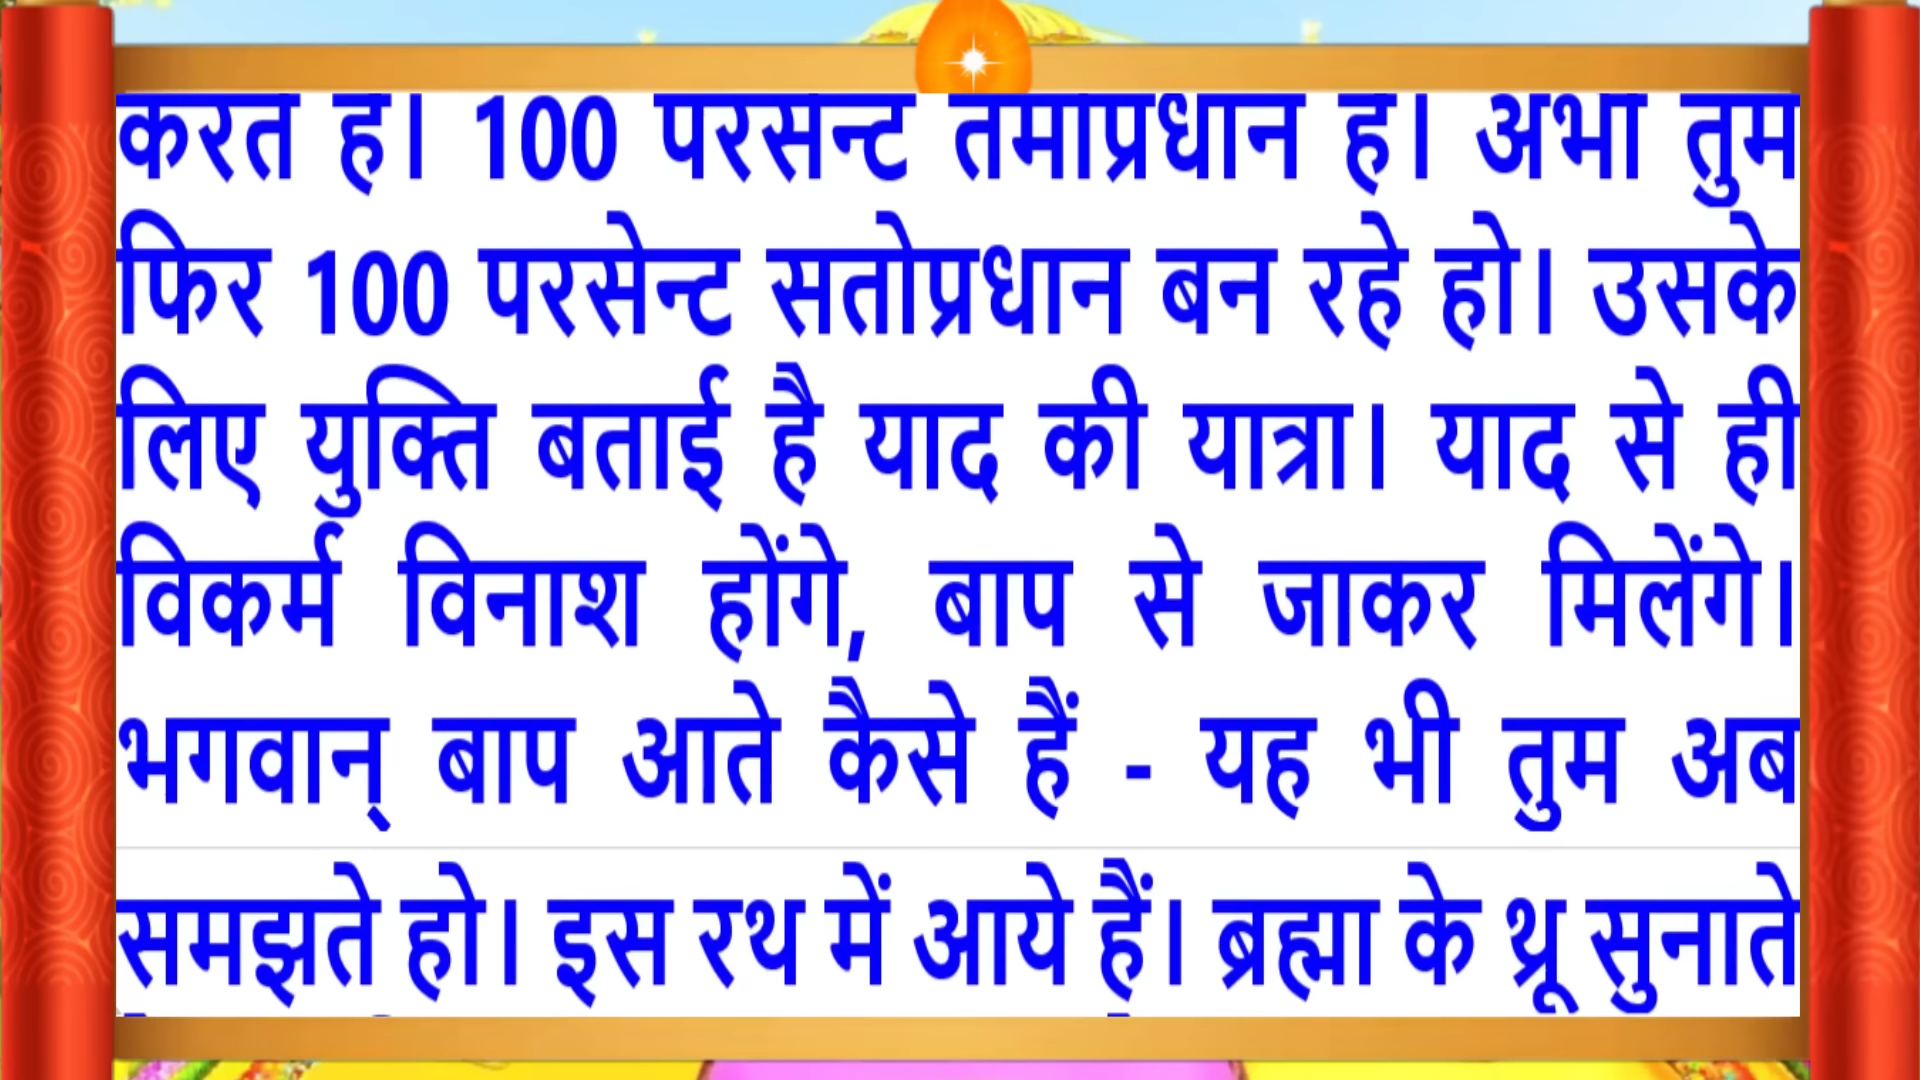 करते हैं। 100 परसेन्ट तमोप्रधान हैं। अभी तुम
फिर 100 परसेन्ट सतोप्रधान बन रहे हो। उसके
लिए युक्ति बताई है याद की यात्रा। याद से ही
विकर्म विनाश होंगे, बाप से जाकर मिलेंगे।
भगवान् बाप आते कैसे हैं - यह भी तुम अब
समझते हो। इस रथ में आये हैं। ब्रह्मा के थ्रू सुनाते